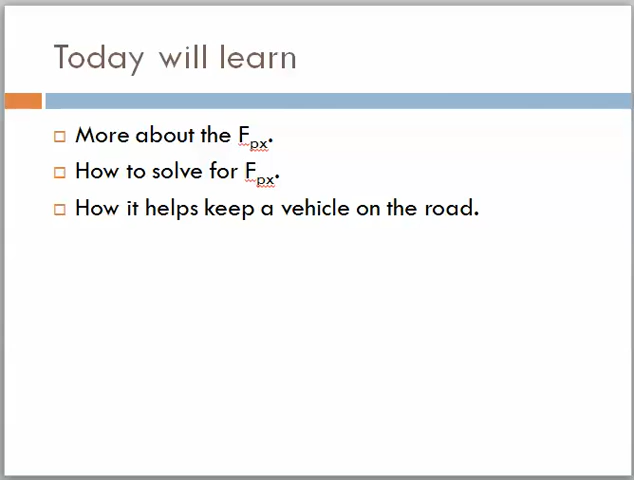 Today will learn
More about the Fpx.
How to solve for Fpx.
How it helps keep a vehicle on the road.